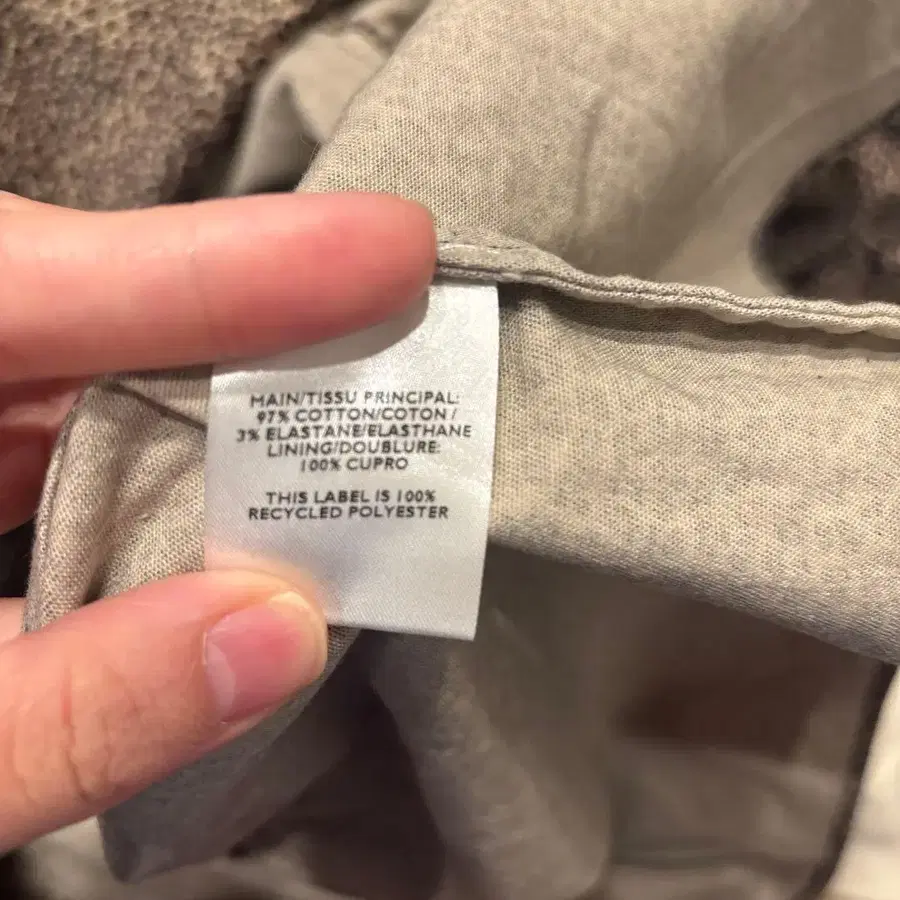 MAIN/TISSU PRINCIPAL:
97% COTTON/COTON/
3% ELASTANE/ELASTHANE
LINING/DOUBLURE:
100% CUPRO
THIS LABEL IS 100%
RECYCLED POLYESTER